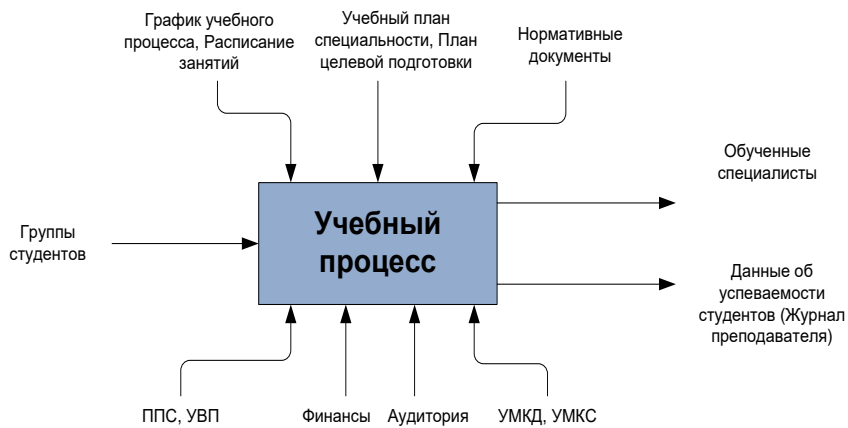 График учебного
процесса, Расписание
занятий
Учебный план
специальности, План
целевой подготовки
Нормативные
документы
Обученные
специалисты
Группы
студентов
Учебный
процесс
Данные об
успеваемости
студентов (Журнал
преподавателя)
ППС, УВП
Финансы
Аудитория
УМКД, УМКС